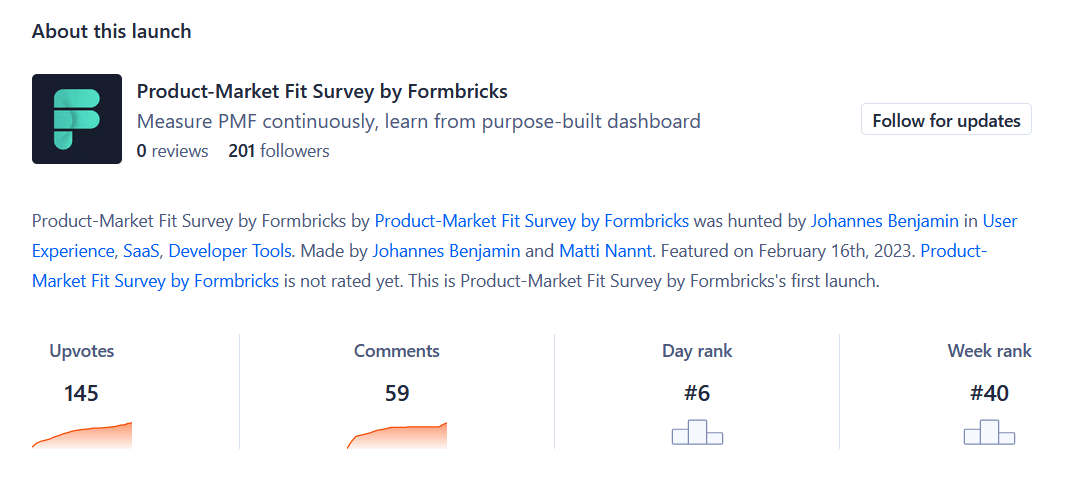 About this launch
Product-Market Fit Survey by Formbricks
Measure PMF continuously, learn from purpose-built dashboard
Follow for updates
0 reviews 201 followers
Product-Market Fit Survey by Formbricks by Product-Market Fit Survey by Formbricks was hunted by Johannes Benjamin in User
Experience, SaaS, Developer Tools. Made by Johannes Benjamin and Matti Nannt. Featured on February 16th, 2023. Product-
Market Fit Survey by Formbricks is not rated yet. This is Product-Market Fit Survey by Formbricks's first launch.
Upvotes Comments Day rank Week rank
145 59 #6 #40